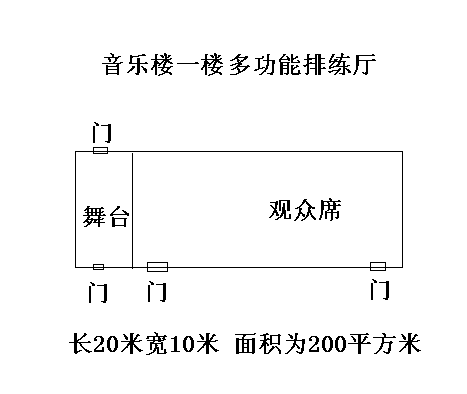 音乐楼一楼多功能排练厅
门
舞台
观众席
门
门
门
长20米宽10米 面积为200平方米